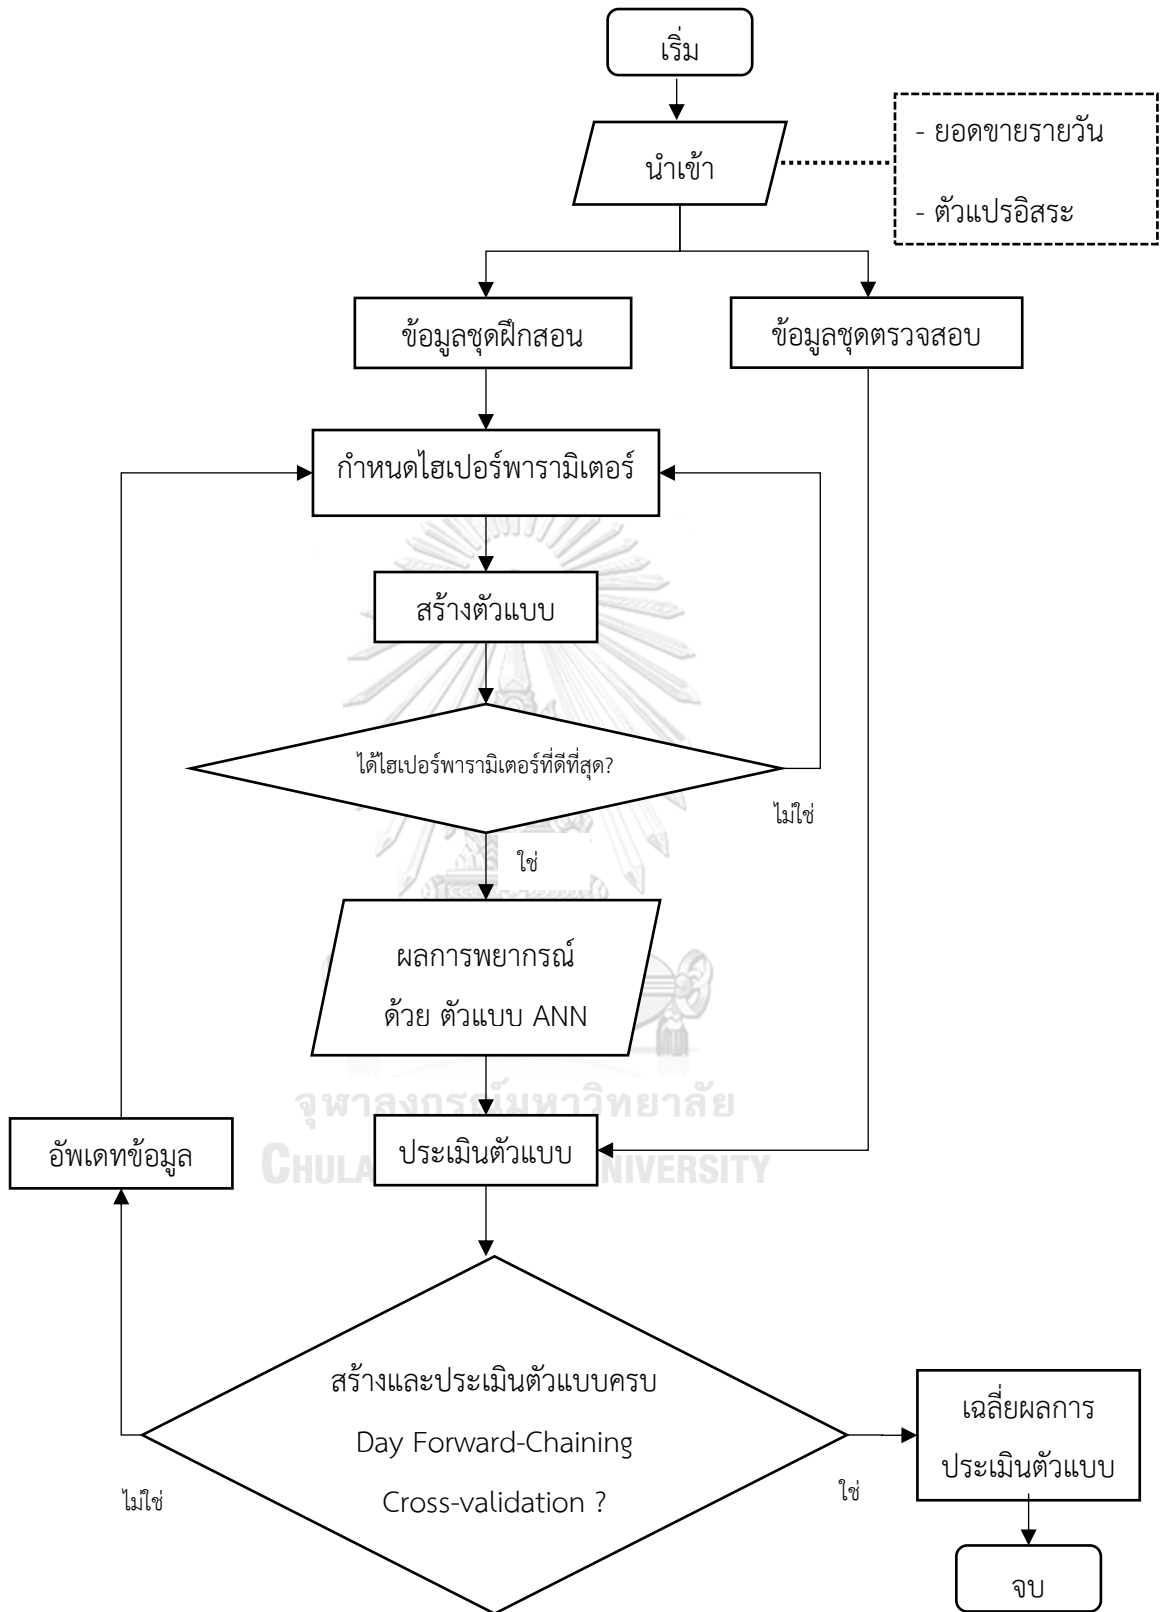 เริ่ม
นำเข้า
- ยอดขายรายวัน
- ตัวแปรอิสระ
ข้อมูลชุดฝึกสอน
ข้อมูลชุดตรวจสอบ
กำหนดไฮเปอร์พารามิเตอร์
สร้างตัวแบบ
ได้ไฮเปอร์พารามิเตอร์ที่ดีที่สุด?
ไม่ใช่
ใช่
ผลการพยากรณ์
ด้วย ตัวแบบ ANN
จุฬาลงกรณ์มหาวิทยาลัย
อัพเดทข้อมูล
ประเมินตัวแบบ
CHULA NIVERSITY
สร้างและประเมินตัวแบบครบ
Day Forward-Chaining
Cross-validation ?
ไม่ใช่
ใช่
เฉลี่ยผลการ
ประเมินตัวแบบ
จบ